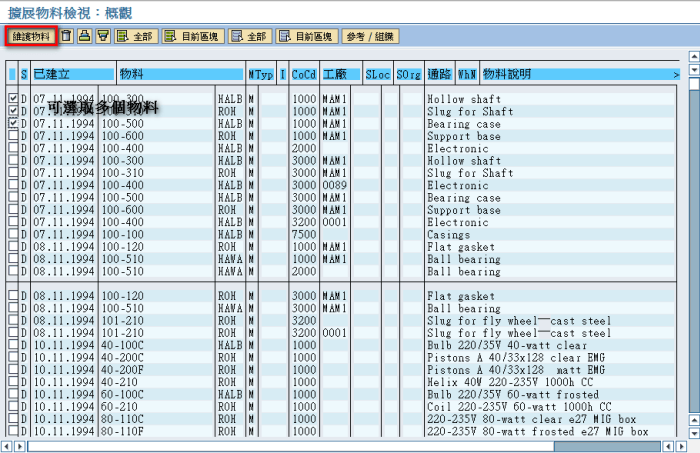 擴展物料檢視：概觀
維護物料 全部 目前區塊 全部 目前區塊 參考 / 組織
S 已建立 物料 MTyp I CoCd 工廠 SLoc SOrg 通路 WhN 物料說明 >
D 07.11.1994 100-300 HALB M 1000 MAM1 Hollow shaft
可選取多個物料
D 07.11.1994 ROH M 1000 MAM1 Slug for Shaft
D 07.11.1994 100-500 HALB M 1000 MAM1 Bearing case
D 07.11.1994 100-600 ROH M 1000 MAM1 Support base
D 07.11.1994 100-400 HALB M 2000 Electronic
D 07.11.1994 100-300 HALB M 3000 MAM1 Hollow shaft
D 07.11.1994 100-310 ROH M 3000 MAM1 Slug for Shaft
D 07.11.1994 100-400 HALB M 3000 0089 Electronic
D 07.11.1994 100-500 HALB M 3000 MAM1 Bearing case
D 07.11.1994 100-600 ROH M 3000 MAM1 Support base
D 07.11.1994 100-400 HALB M 3200 0001 Electronic
D 07.11.1994 100-100 HALB M 7500 Casings
D 08.11.1994 100-120 ROH M 1000 MAM1 Flat gasket
D 08.11.1994 100-510 HAWA M 1000 MAM1 Ball bearing
D 08.11.1994 100-510 HAWA M 2000 Ball bearing
D 08.11.1994 100-120 ROH M 3000 MAM1 Flat gasket
D 08.11.1994 100-510 HAWA M 3000 MAM1 Ball bearing
D 08.11.1994 101-210 ROH M 3200 Slug for fly wheel—cast steel
D 08.11.1994 101-210 ROH M 3200 0001 Slug for fly wheel—cast steel
D 10.11.1994 40-100C HALB M 1000 Bulb 220/35V 40-watt clear
D 10.11.1994 40-200C ROH M 1000 Pistons A 40/33x128 clear EMG
D 10.11.1994 40-200F ROH M 1000 Pistons A 40/33x128 matt EMG
D 10.11.1994 40-210 ROH M 1000 Helix 40W 220-235V 1000h CC
D 10.11.1994 60-100C HALB M 1000 Bulb 220/35V 60-watt frosted
D 10.11.1994 60-210 ROH M 1000 Coil 220-235V 60-watt 1000h CC
D 10.11.1994 80-110C ROH M 1000 220-235V 80-watt clear e27 MIG box
D 10.11.1994 80-110F ROH M 1000 220-235V 80-watt frosted e27 MIG box